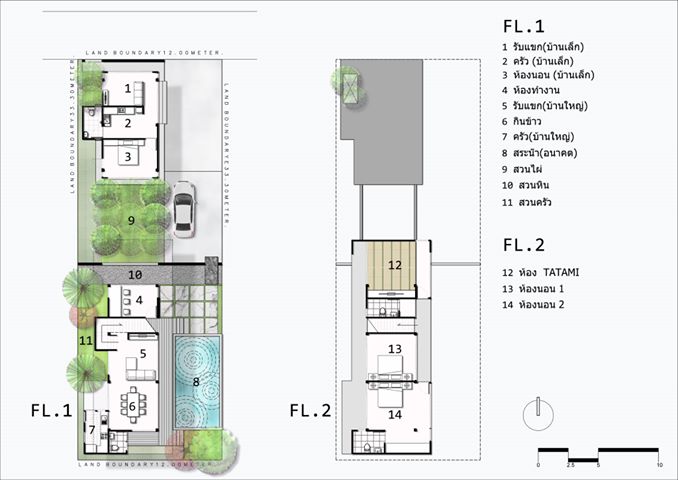 LAND BOUNDARY12.00METER.
LAND BOUNDARY33.30METER.
LAND BOUNDARYE33.30METER.
1
2
3
9
10
4
11
5
8
6
7
FL.1
LAND BOUNDARY12.00METER.
12
13
14
FL.2
FL.1
1 รับแขก(บ้านเล็ก)
2 ครัว (บ้านเล็ก)
3 ห้องนอน (บ้านเล็ก)
4 ห้องทำงาน
5 รับแขก(บ้านใหญ่)
6 กินข้าว
7 ครัว(บ้านใหญ่)
8 สระน้ำ(อนาคต)
9 สวนไผ่
10 สวนหิน
11 สวนครัว
FL.2
12 ห้อง TATAMI
13 ห้องนอน 1
14 ห้องนอน 2
0 2.5 5 10